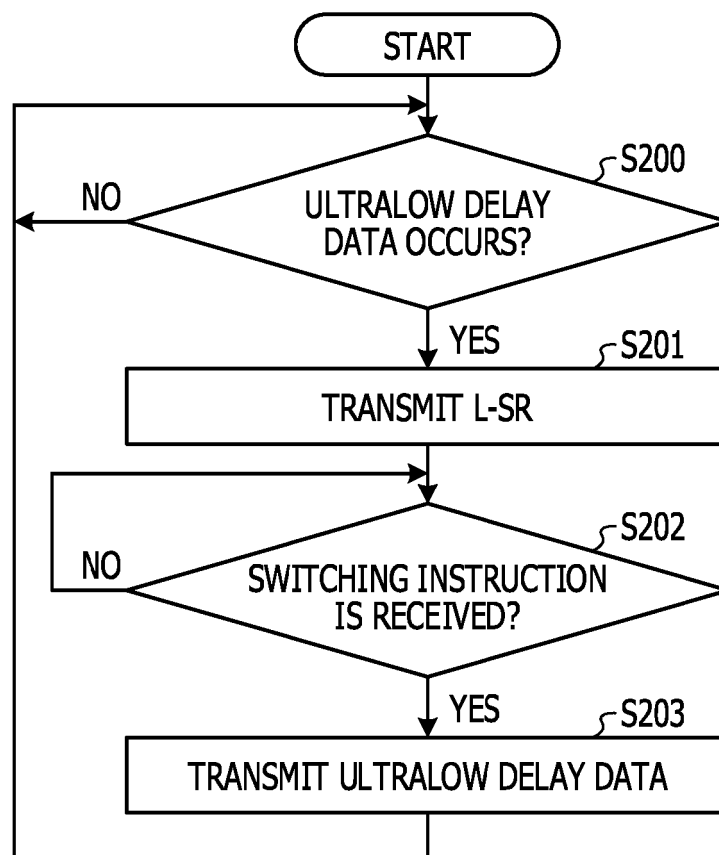 START
S200
NO
ULTRALOW DELAY
DATA OCCURS?
YES
S201
TRANSMIT L-SR
S202
NO
SWITCHING INSTRUCTION
IS RECEIVED?
YES
S203
TRANSMIT ULTRALOW DELAY DATA